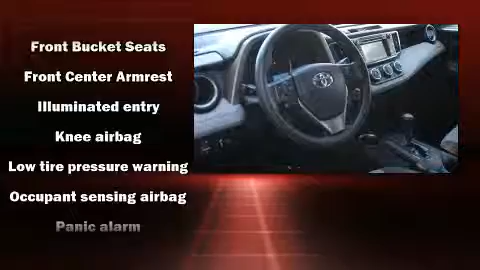 Front Bucket Seats
Front Center Armrest
Illuminated entry
Knee airbag
Low tire pressure warning
Occupant sensing airbag
Panic alarm